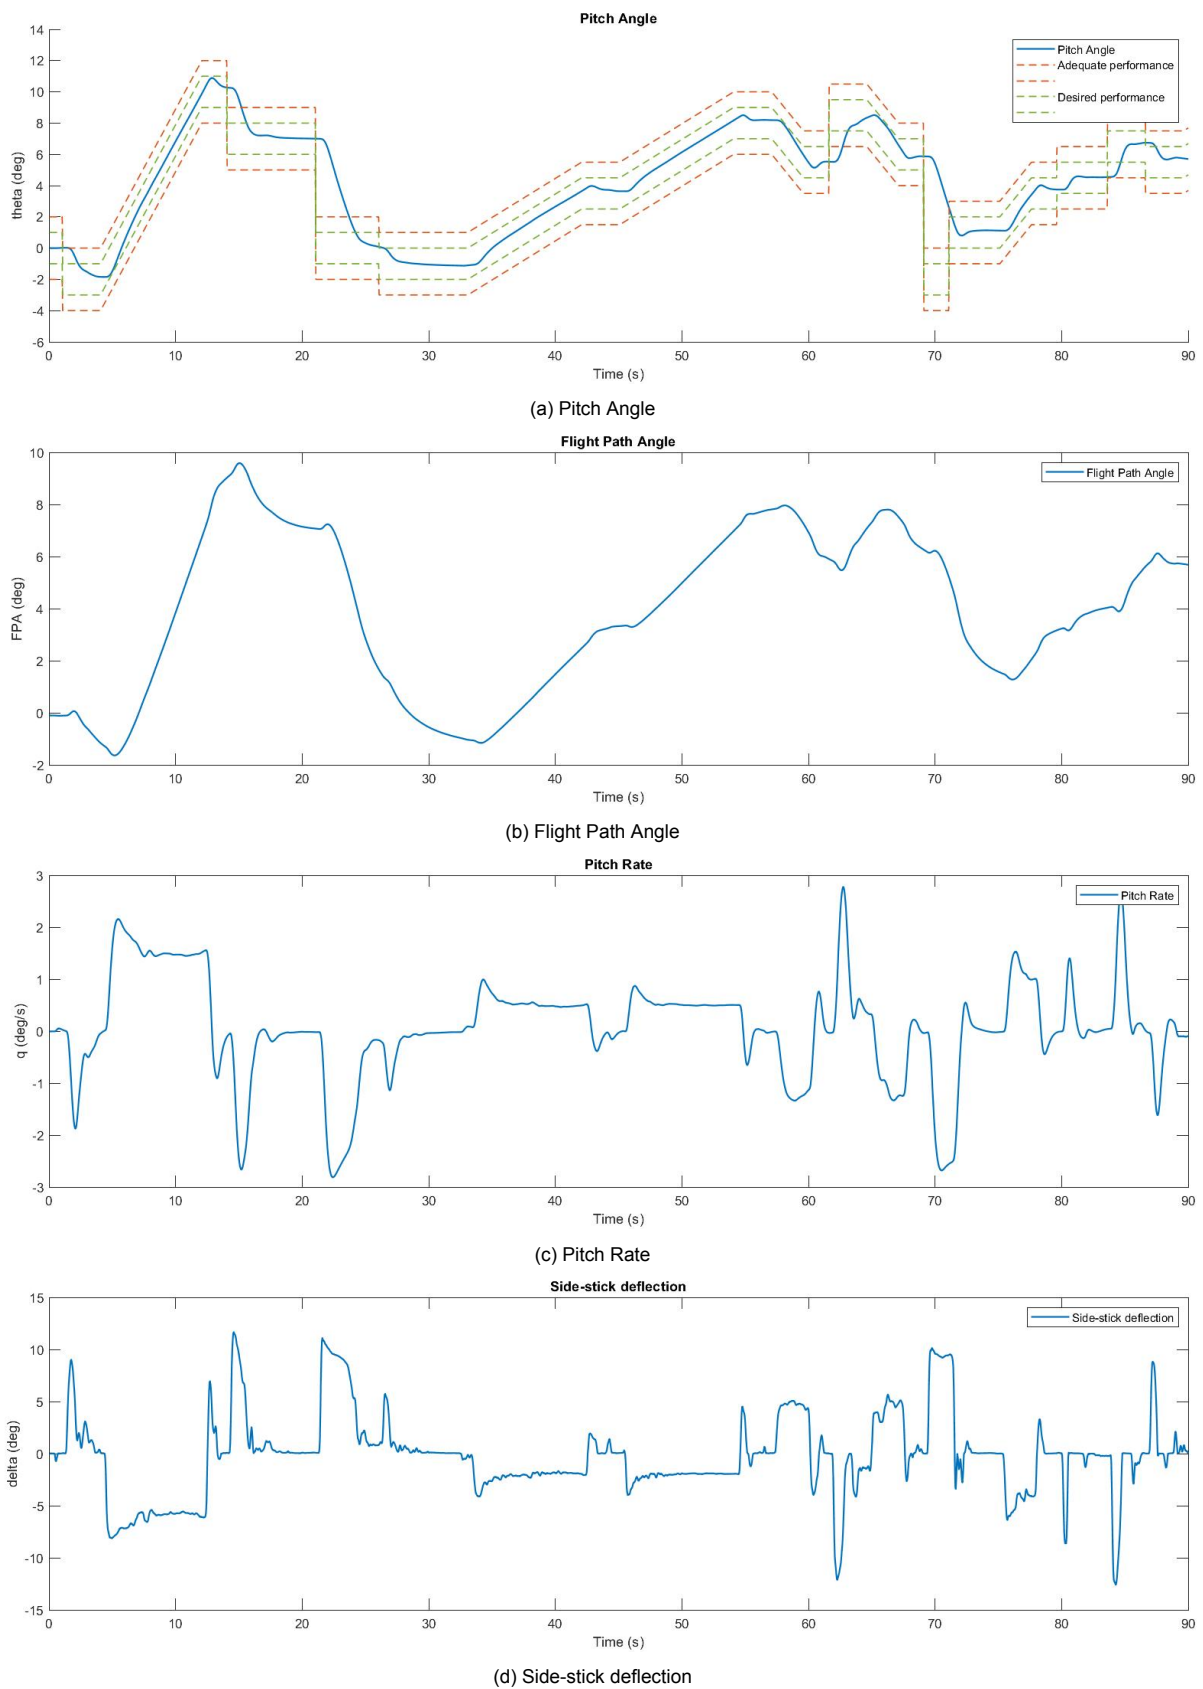 Pitch Angle
14
12
10
8
6
4
2
0
-2
-4
-6
theta (deg)
Pitch Angle
Adequate performance
Desired performance
0 10 20 30 40 50 60 70 80 90
Time (s)
(a) Pitch Angle
Flight Path Angle
10
8
6
4
2
0
-2
FPA (deg)
Flight Path Angle
0 10 20 30 40 50 60 70 80 90
Time (s)
(b) Flight Path Angle
Pitch Rate
3
2
1
0
-1
-2
-3
q (deg/s)
Pitch Rate
0 10 20 30 40 50 60 70 80 90
Time (s)
(c) Pitch Rate
Side-stick deflection
15
10
5
0
-5
-10
-15
delta (deg)
Side-stick deflection
0 10 20 30 40 50 60 70 80 90
Time (s)
(d) Side-stick deflection